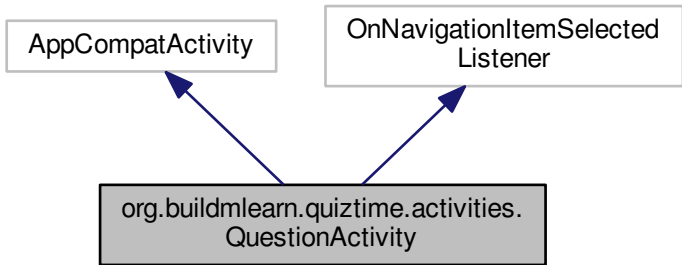 AppCompatActivity
OnNavigationItemSelected
Listener
org.buildmlearn.quiztime.activities.
QuestionActivity